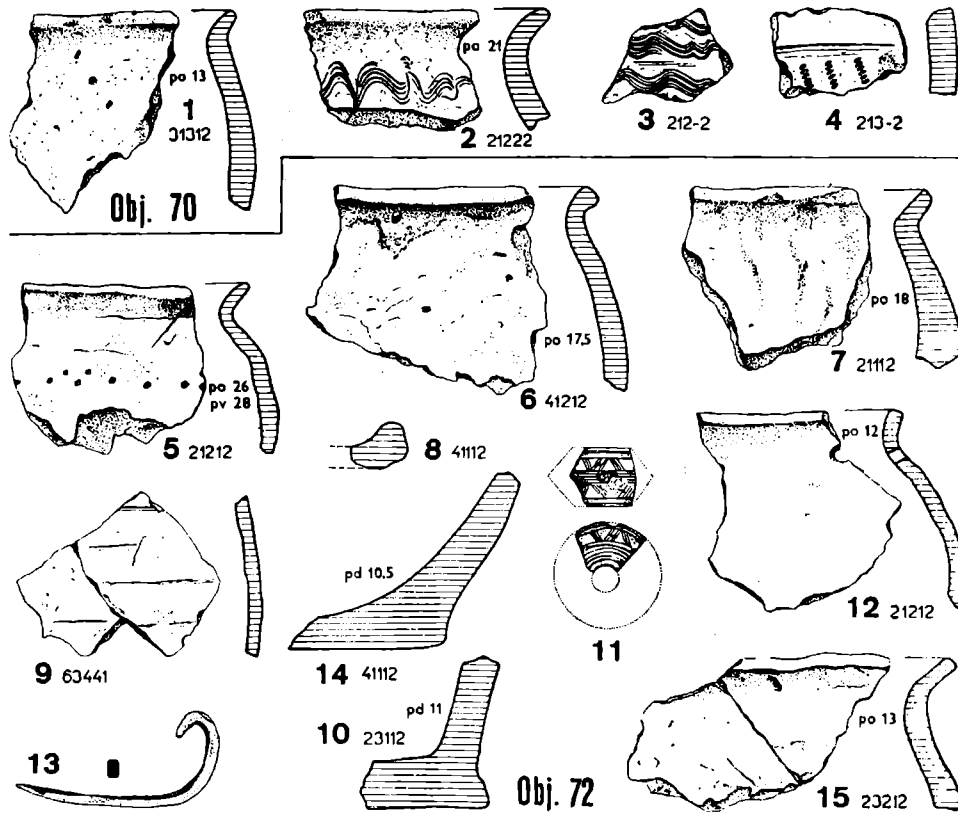 po 13
1
31312
po 21
2 21222
3 212-2
4 213-2
Obj. 70
po 26
pv 28
5 21212
po 17,5
6 41212
po 18
7 21112
8 41112
9 63441
pd 10,5
14 41112
11
po 12
12 21212
13
pd 11
10 23112
Obj. 72
po 13
15 23212